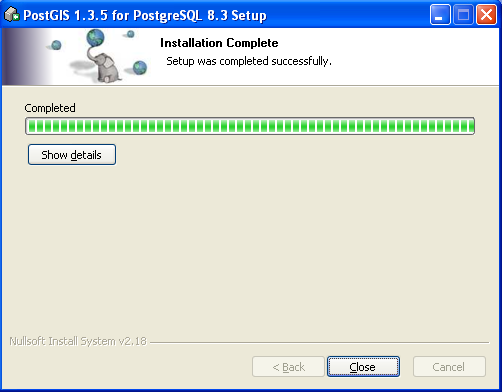 PostGIS 1.3.5 for PostgreSQL 8.3 Setup
Installation Complete
Setup was completed successfully.
Completed
Show details
Nullsoft Install System v2.18
< Back
Close
Cancel